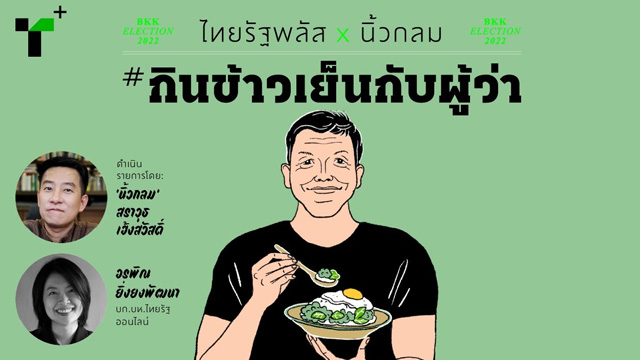 BKK
ELECTION
2022
ไทยรัฐพลัส x นิ้วกลม
BKK
ELECTION
2022
#กินข้าวเย็นกับผู้ว่า
ดำเนิน
รายการโดย:
'นิ้วกลม'
สราวุธ
เฮ้งสวัสดิ์
วรพิณ
ยิ่งยงพัฒนา
บก.บห.ไทยรัฐ
ออนไลน์